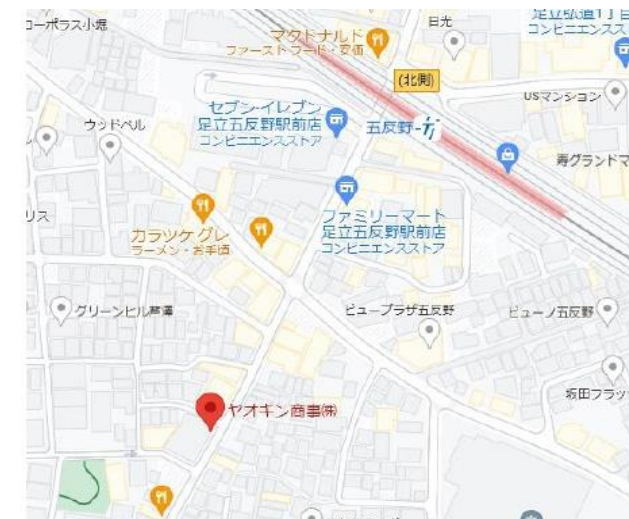 コーポラス小堀
マクドナルド
ファーストフード・安価
日光
足立弘道1丁目
コンビニエンスス
(北側)
USマンション
セブン-イレブン
足立五反野駅前店
コンビニエンスストア
五反野
ウッドベル
寿グランドマ
リス
カラツケ グレ
ラーメン・お手頃
ファミリーマート
足立五反野駅前店
コンビニエンスストア
グリーンヒル芦澤
ビュープラザ五反野
ビューノ五反野
坂田フラッ
ヤオキン商事㈱